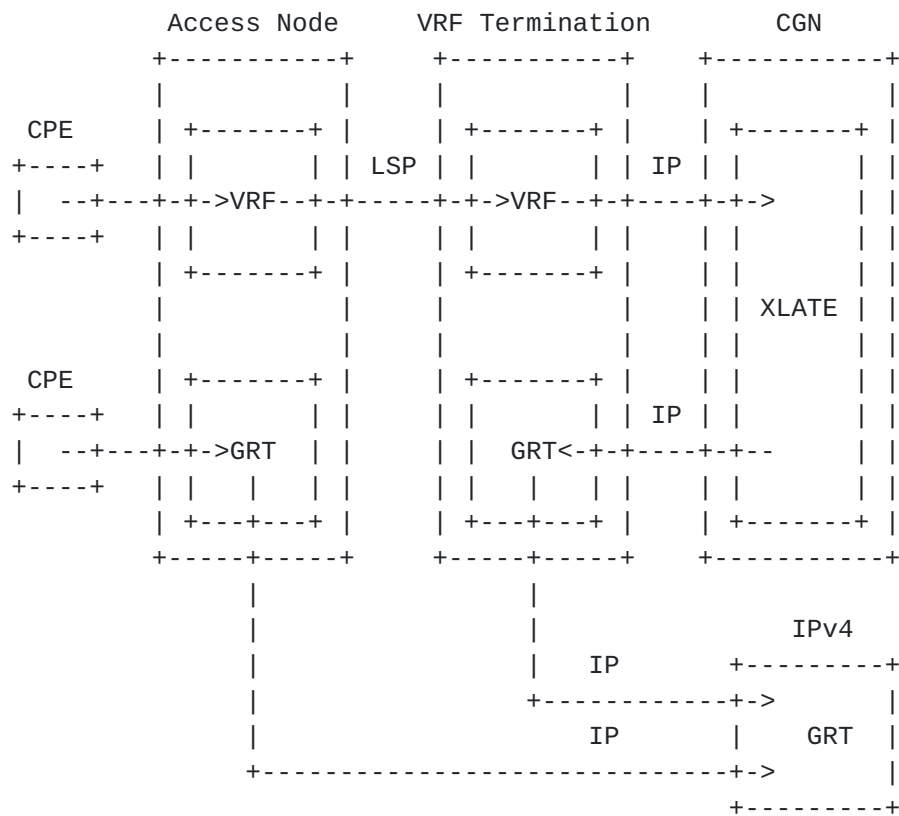 Access Node VRF Termination CGN
CPE
LSP IP
VRF VRF
XLATE
CPE
IP
GRT GRT
IPv4
IP
IP GRT